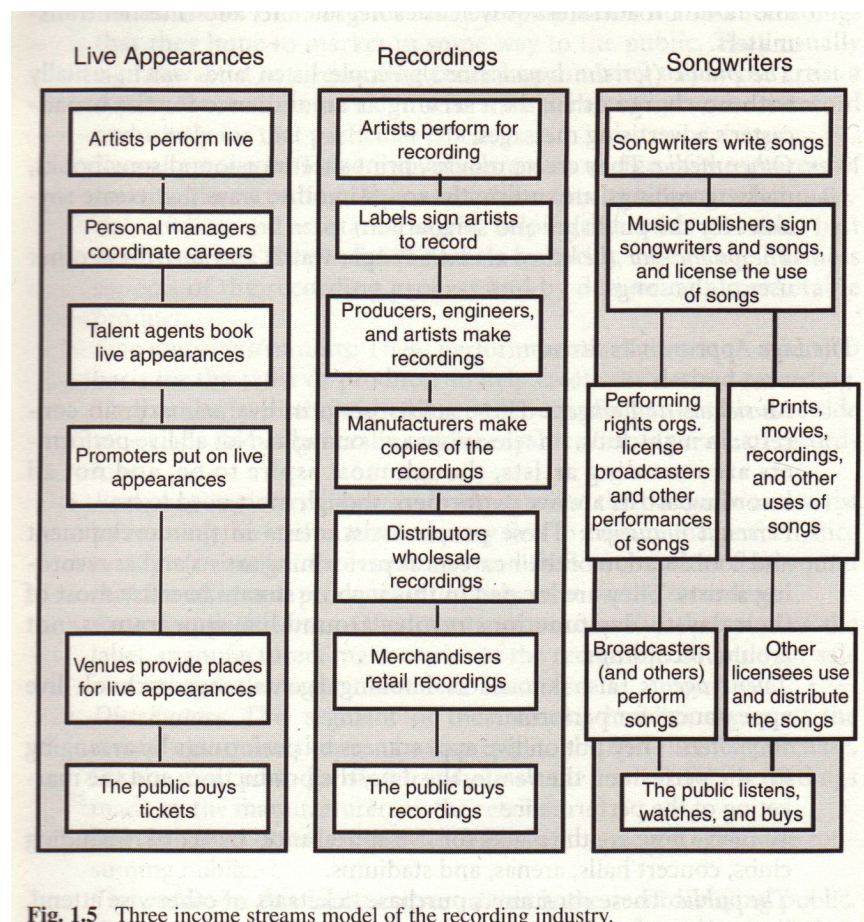 Live Appearances
Artists perform live
Personal managers
coordinate careers
Talent agents book
live appearances
Promoters put on live
appearances
Venues provide places
for live appearances
The public buys
tickets
Recordings
Artists perform for
recording
Labels sign artists
to record
Producers, engineers,
and artists make
recordings
Manufacturers make
copies of the
recordings
Distributors
wholesale
recordings
Merchandisers
retail recordings
The public buys
recordings
Songwriters
Songwriters write songs
Music publishers sign
songwriters and songs,
and license the use
of songs
Performing
rights orgs.
license
broadcasters
and other
performances
of songs
Prints,
movies,
recordings,
and other
uses of
songs
Broadcasters
(and others)
perform
songs
Other
licensees use
and distribute
the songs
The public listens,
watches, and buys
Fig. 1.5 Three income streams model of the recording industry.